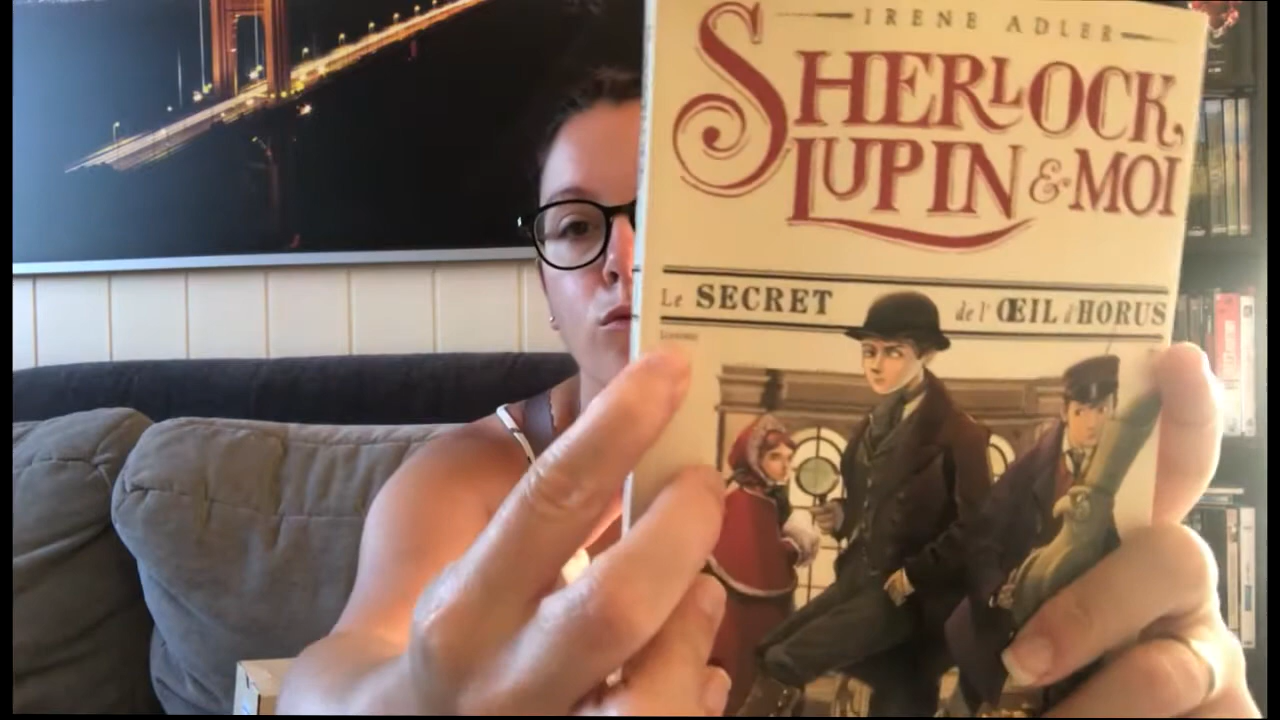 IRENE ADLER
SHERLOCK,
LUPIN & MOI
Le SECRET de l'ŒIL d'HORUS